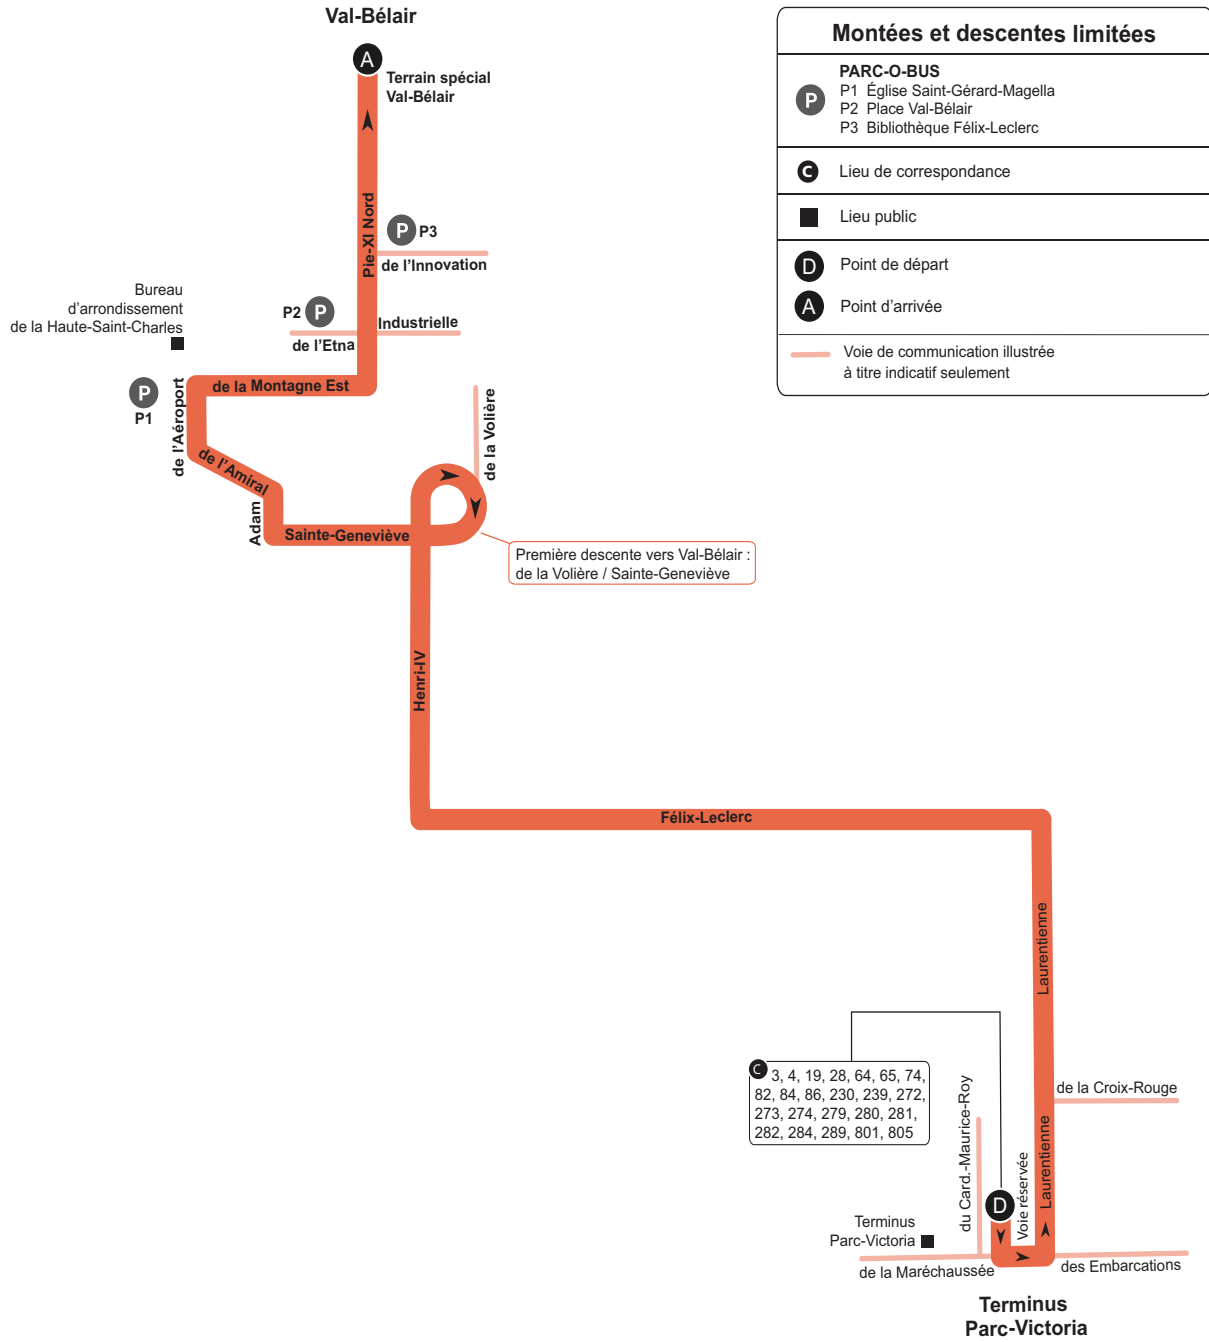 Val-Bélair
A
Terrain spécial
Val-Bélair
Montées et descentes limitées
P
PARC-O-BUS
P1 Église Saint-Gérard-Magella
P2 Place Val-Bélair
P3 Bibliothèque Félix-Leclerc
C
Lieu de correspondance
Lieu public
D
Point de départ
A
Point d'arrivée
Voie de communication illustrée
à titre indicatif seulement
Pie-XI Nord
P P3
de l'Innovation
Bureau
d'arrondissement
de la Haute-Saint-Charles
P2 P
Industrielle
de l'Etna
P
P1
de l'Aéroport
de la Montagne Est
de la Volière
de l'Amiral
Adam
Sainte-Geneviève
Première descente vers Val-Bélair :
de la Volière / Sainte-Geneviève
Henri-IV
Félix-Leclerc
Laurentienne
C 3, 4, 19, 28, 64, 65, 74,
82, 84, 86, 230, 239, 272,
273, 274, 279, 280, 281,
282, 284, 289, 801, 805
du Card.-Maurice-Roy
de la Croix-Rouge
Voie réservée
Laurentienne
D
Terminus
Parc-Victoria
de la Maréchaussée
des Embarcations
Terminus
Parc-Victoria